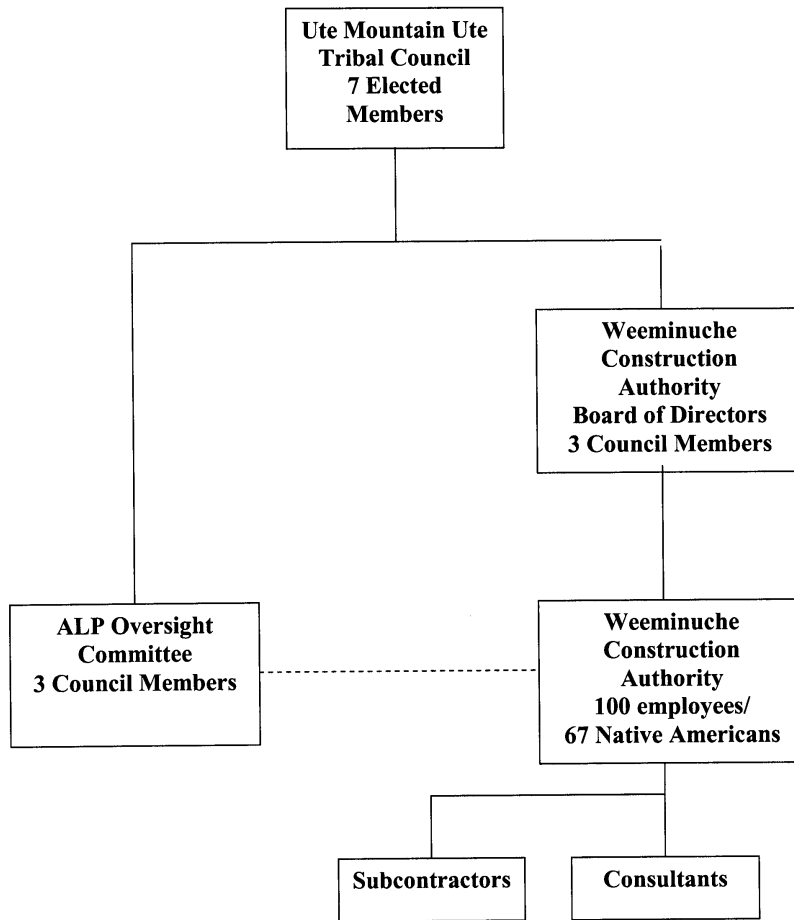 Ute Mountain Ute
Tribal Council
7 Elected
Members
Weeminuche
Construction
Authority
Board of Directors
3 Council Members
ALP Oversight
Committee
3 Council Members
Weeminuche
Construction
Authority
100 employees/
67 Native Americans
Subcontractors
Consultants